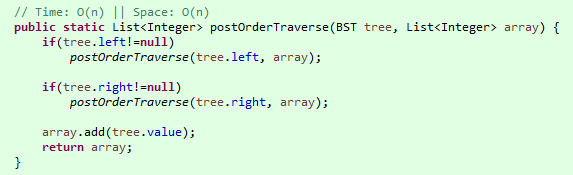 // Time: O(n) || Space: O(n)
public static List<Integer> postOrderTraverse(BST tree, List<Integer> array) {
    if(tree.left!=null)
        postOrderTraverse(tree.left, array);

    if(tree.right!=null)
        postOrderTraverse(tree.right, array);

    array.add(tree.value);
    return array;
}